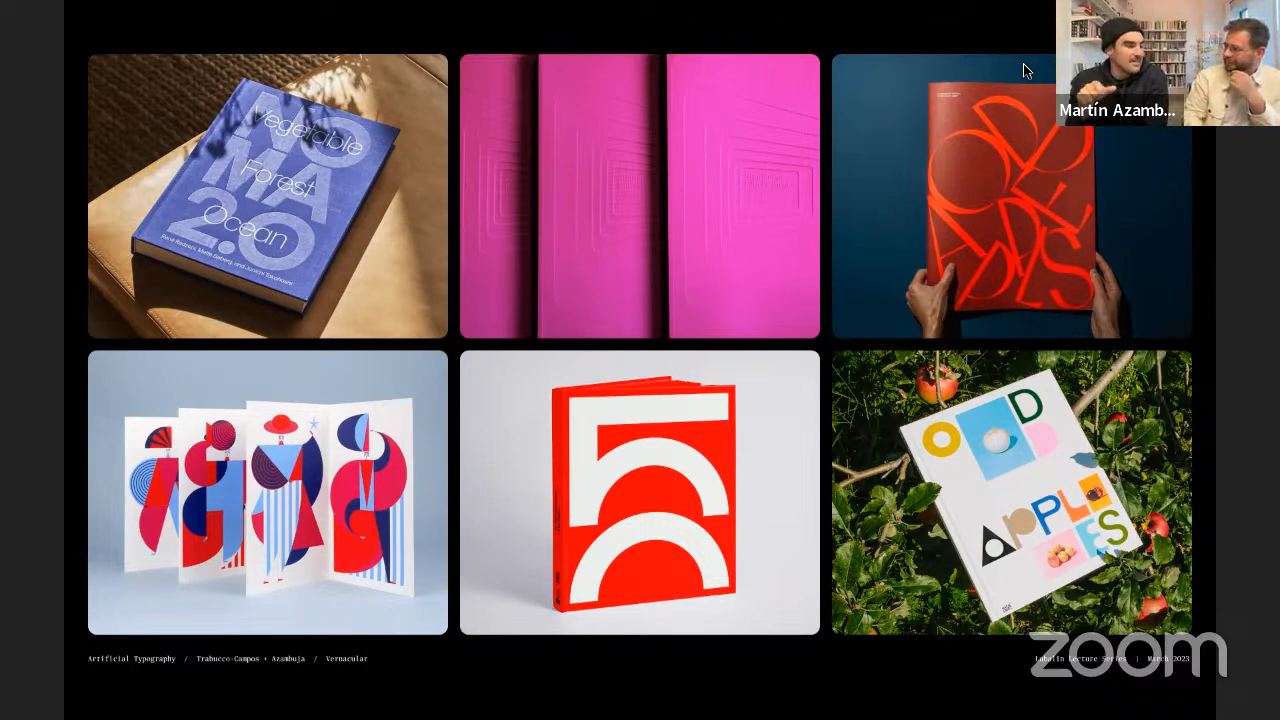 Martín Azamb...
NOMA 2.0
Vegetable
Forest
Ocean
René Redzepi, Mette Søberg, and Junichi Takahashi
ODD
APPLES
ODD
APPLES
Artificial Typography / Trabucco-Campos + Azambuja / Vernacular
Lubalin Lecture Series | March 2023
zoom